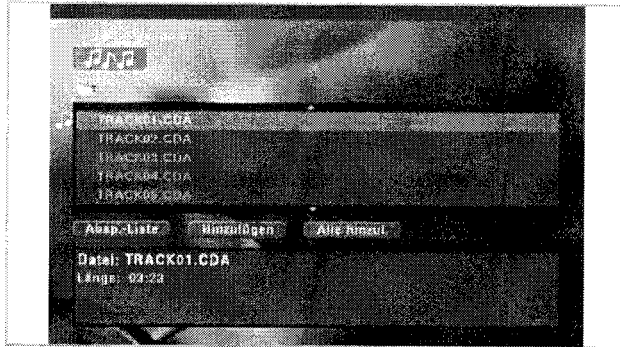 TRACK01.CDA
TRACK02.CDA
TRACK03.CDA
TRACK04.CDA
TRACK05.CDA
Absp.-Liste Hinzufügen Alle hinzuf.
Datei: TRACK01.CDA
Länge: 03:23